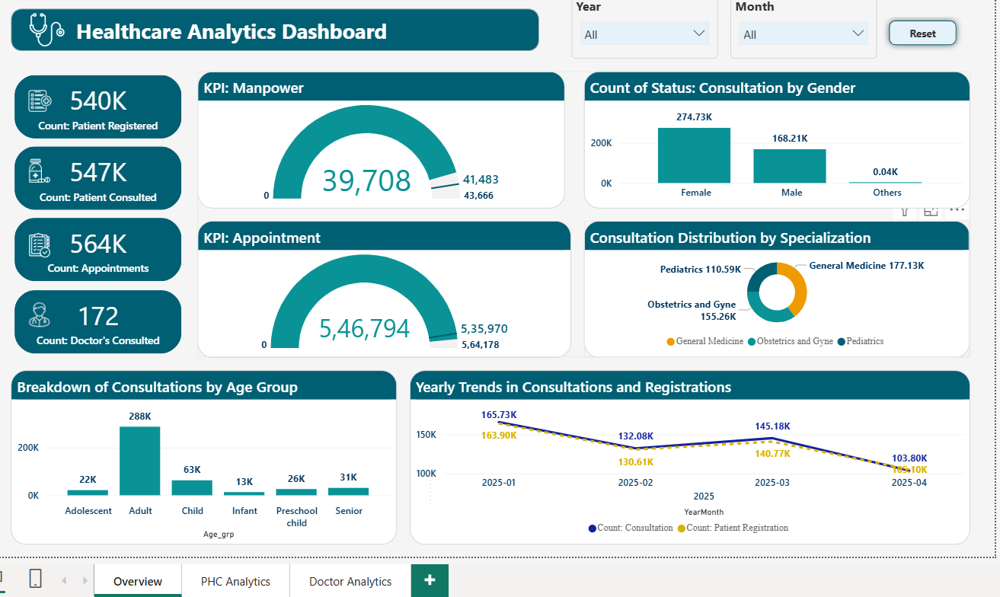 Healthcare Analytics Dashboard
Year
All
Month
All
Reset
540K
Count: Patient Registered
547K
Count: Patient Consulted
564K
Count: Appointments
172
Count: Doctor's Consulted
KPI: Manpower
39,708
0
41,483
43,666
Count of Status: Consultation by Gender
200K
0K
274.73K
168.21K
0.04K
Female
Male
Others
KPI: Appointment
5,46,794
0
5,35,970
5,64,178
Consultation Distribution by Specialization
Pediatrics 110.59K
General Medicine 177.13K
Obstetrics and Gyne
155.26K
General Medicine
Obstetrics and Gyne
Pediatrics
Breakdown of Consultations by Age Group
200K
0K
22K
288K
63K
13K
26K
31K
Adolescent
Adult
Child
Infant
Preschool
child
Senior
Age_grp
Yearly Trends in Consultations and Registrations
150K
100K
165.73K
163.90K
132.08K
130.61K
145.18K
140.77K
103.80K
105.10K
2025-01
2025-02
2025-03
2025-04
2025
YearMonth
Count: Consultation
Count: Patient Registration
Overview
PHC Analytics
Doctor Analytics